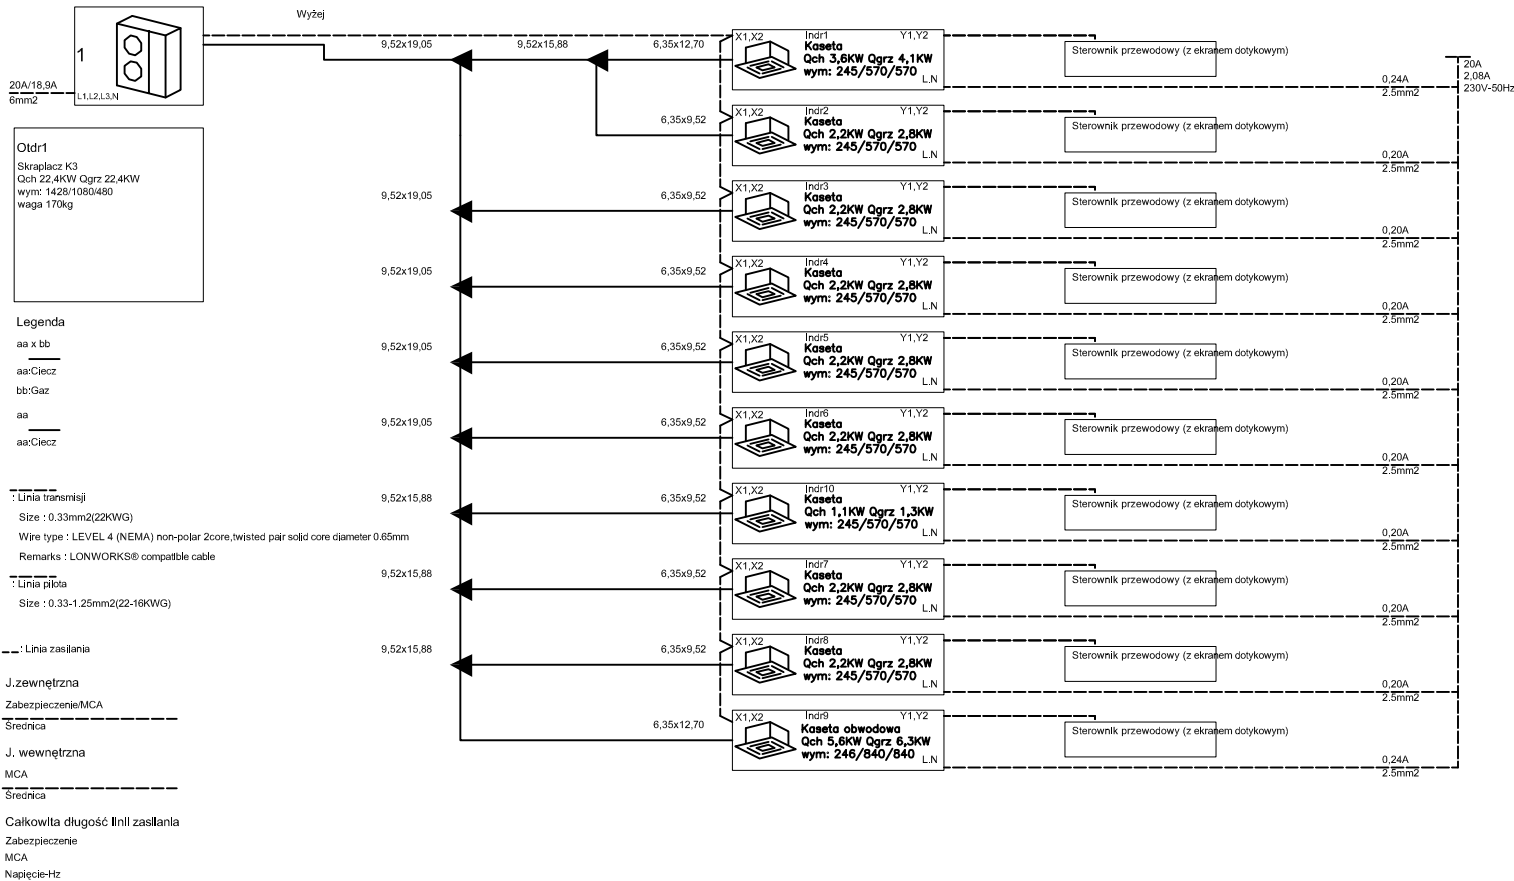 Wyżej
1
L1,L2,L3,N
20A/18,9A
6mm2
Otdr1
Skraplacz K3
Qch 22,4KW Qgrz 22,4KW
wym: 1428/1080/480
waga 170kg
Legenda
aa x bb
aa:Ciecz
bb:Gaz
aa
aa:Ciecz
: Linia transmisji
Size : 0.33mm2(22KWG)
Wire type : LEVEL 4 (NEMA) non-polar 2core,twisted pair solid core diameter 0.65mm
Remarks : LONWORKS® compatible cable
: Linia pilota
Size : 0.33-1.25mm2(22-16KWG)
: Linia zasilania
J.zewnętrzna
Zabezpieczenie/MCA
Średnica
J. wewnętrzna
MCA
Średnica
Całkowita długość linii zasilania
Zabezpieczenie
MCA
Napięcie-Hz
9,52x19,05
9,52x15,88
6,35x12,70
X1,X2
Indr1
Y1,Y2
Kaseta
Qch 3,6KW Qgrz 4,1KW
wym: 245/570/570
L.N
Sterownik przewodowy (z ekranem dotykowym)
0,24A
2.5mm2
20A
2,08A
230V-50Hz
6,35x9,52
X1,X2
Indr2
Y1,Y2
Kaseta
Qch 2,2KW Qgrz 2,8KW
wym: 245/570/570
L.N
Sterownik przewodowy (z ekranem dotykowym)
0,20A
2.5mm2
9,52x19,05
6,35x9,52
X1,X2
Indr3
Y1,Y2
Kaseta
Qch 2,2KW Qgrz 2,8KW
wym: 245/570/570
L.N
Sterownik przewodowy (z ekranem dotykowym)
0,20A
2.5mm2
9,52x19,05
6,35x9,52
X1,X2
Indr4
Y1,Y2
Kaseta
Qch 2,2KW Qgrz 2,8KW
wym: 245/570/570
L.N
Sterownik przewodowy (z ekranem dotykowym)
0,20A
2.5mm2
9,52x19,05
6,35x9,52
X1,X2
Indr5
Y1,Y2
Kaseta
Qch 2,2KW Qgrz 2,8KW
wym: 245/570/570
L.N
Sterownik przewodowy (z ekranem dotykowym)
0,20A
2.5mm2
9,52x19,05
6,35x9,52
X1,X2
Indr6
Y1,Y2
Kaseta
Qch 2,2KW Qgrz 2,8KW
wym: 245/570/570
L.N
Sterownik przewodowy (z ekranem dotykowym)
0,20A
2.5mm2
9,52x15,88
6,35x9,52
X1,X2
Indr10
Y1,Y2
Kaseta
Qch 1,1KW Qgrz 1,3KW
wym: 245/570/570
L.N
Sterownik przewodowy (z ekranem dotykowym)
0,20A
2.5mm2
9,52x15,88
6,35x9,52
X1,X2
Indr7
Y1,Y2
Kaseta
Qch 2,2KW Qgrz 2,8KW
wym: 245/570/570
L.N
Sterownik przewodowy (z ekranem dotykowym)
0,20A
2.5mm2
9,52x15,88
6,35x9,52
X1,X2
Indr8
Y1,Y2
Kaseta
Qch 2,2KW Qgrz 2,8KW
wym: 245/570/570
L.N
Sterownik przewodowy (z ekranem dotykowym)
0,20A
2.5mm2
6,35x12,70
X1,X2
Indr9
Y1,Y2
Kaseta obwodowa
Qch 5,6KW Qgrz 6,3KW
wym: 246/840/840
L.N
Sterownik przewodowy (z ekranem dotykowym)
0,24A
2.5mm2